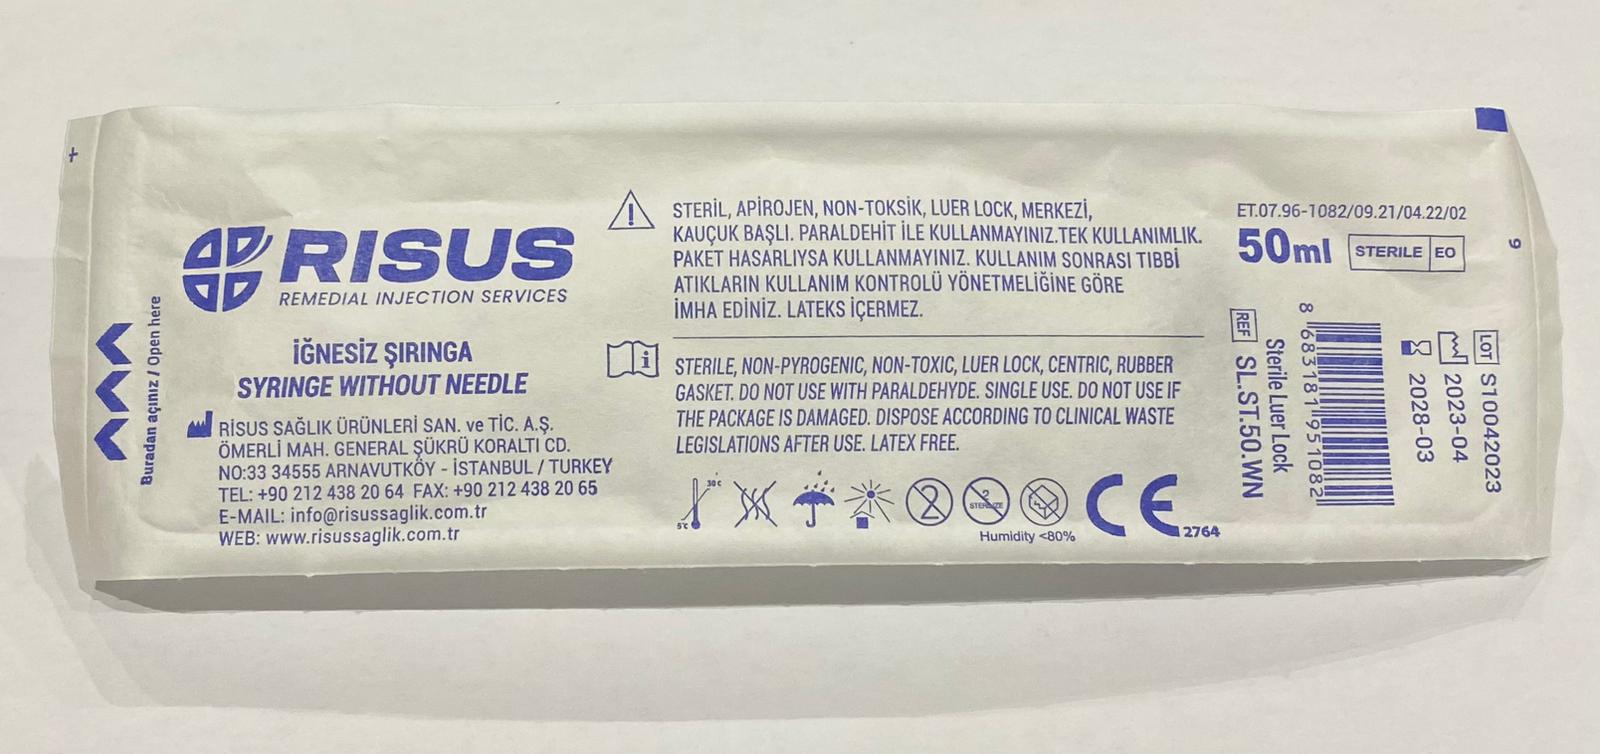 RISUS
REMEDIAL INJECTION SERVICES
İĞNESİZ ŞIRINGA
SYRINGE WITHOUT NEEDLE
RİSUS SAĞLIK ÜRÜNLERİ SAN. ve TİC. A.Ş.
ÖMERLİ MAH. GENERAL ŞÜKRÜ KORALTI CD.
NO:33 34555 ARNAVUTKÖY - İSTANBUL / TURKEY
TEL: +90 212 438 20 64 FAX: +90 212 438 20 65
E-MAIL: info@risussaglik.com.tr
WEB: www.risussaglik.com.tr
Buradan açınız / Open here
STERİL, APİROJEN, NON-TOKSİK, LUER LOCK, MERKEZİ,
KAUÇUK BAŞLI. PARALDEHİT İLE KULLANMAYINIZ.TEK KULLANIMLIK.
PAKET HASARLIYSA KULLANMAYINIZ. KULLANIM SONRASI TIBBİ
ATIKLARIN KULLANIM KONTROLÜ YÖNETMELİĞİNE GÖRE
İMHA EDİNİZ. LATEKS İÇERMEZ.
STERILE, NON-PYROGENIC, NON-TOXIC, LUER LOCK, CENTRIC, RUBBER
GASKET. DO NOT USE WITH PARALDEHYDE. SINGLE USE. DO NOT USE IF
THE PACKAGE IS DAMAGED. DISPOSE ACCORDING TO CLINICAL WASTE
LEGISLATIONS AFTER USE. LATEX FREE.
30°C
5°C
2
2
STERILIZE
Humidity <80%
CE 2764
ET.07.96-1082/09.21/04.22/02
50ml STERILE EO
REF SL.ST.50.WN
Sterile Luer Lock
8 683181 951082
2028-03
2023-04
LOT S10042023
9